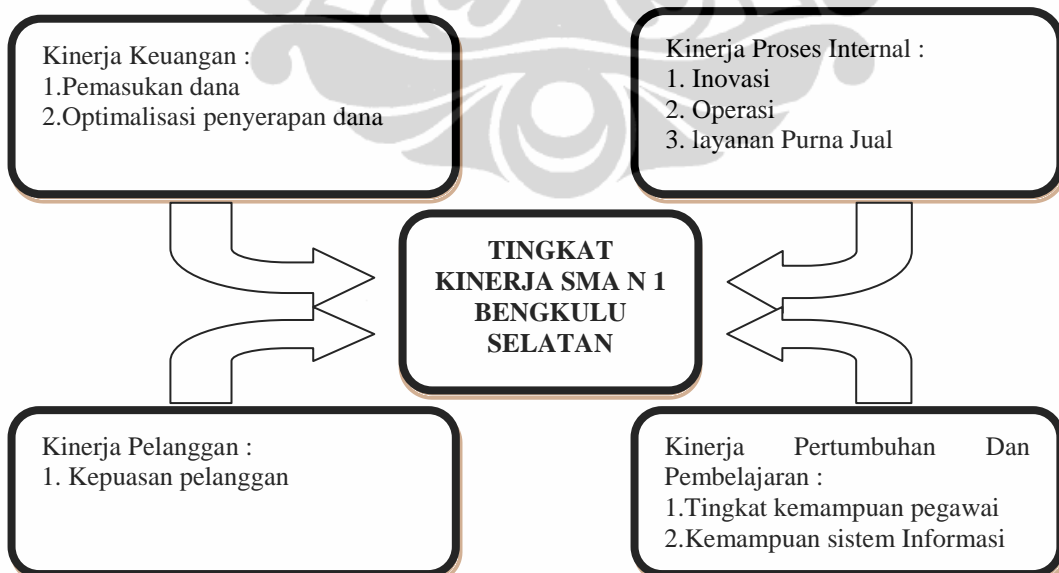 Kinerja Keuangan :
1.Pemasukan dana
2.Optimalisasi penyerapan dana
Kinerja Proses Internal :
1. Inovasi
2. Operasi
3. layanan Purna Jual
TINGKAT
KINERJA SMA N 1
BENGKULU
SELATAN
Kinerja Pelanggan :
1. Kepuasan pelanggan
Kinerja Pertumbuhan Dan
Pembelajaran :
1.Tingkat kemampuan pegawai
2.Kemampuan sistem Informasi